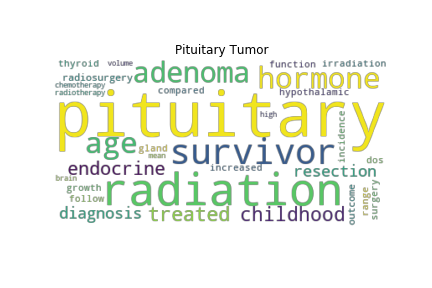 Pituitary Tumor
thyroid volume function irradiation
radiosurgery adenoma hormone
chemotherapy compared hypothalamic
radiotherapy
pituitary
high
age gland survivor incidence
mean
endocrine increased resection dos
brain radiation
growth
follow
diagnosis treated childhood outcome range surgery